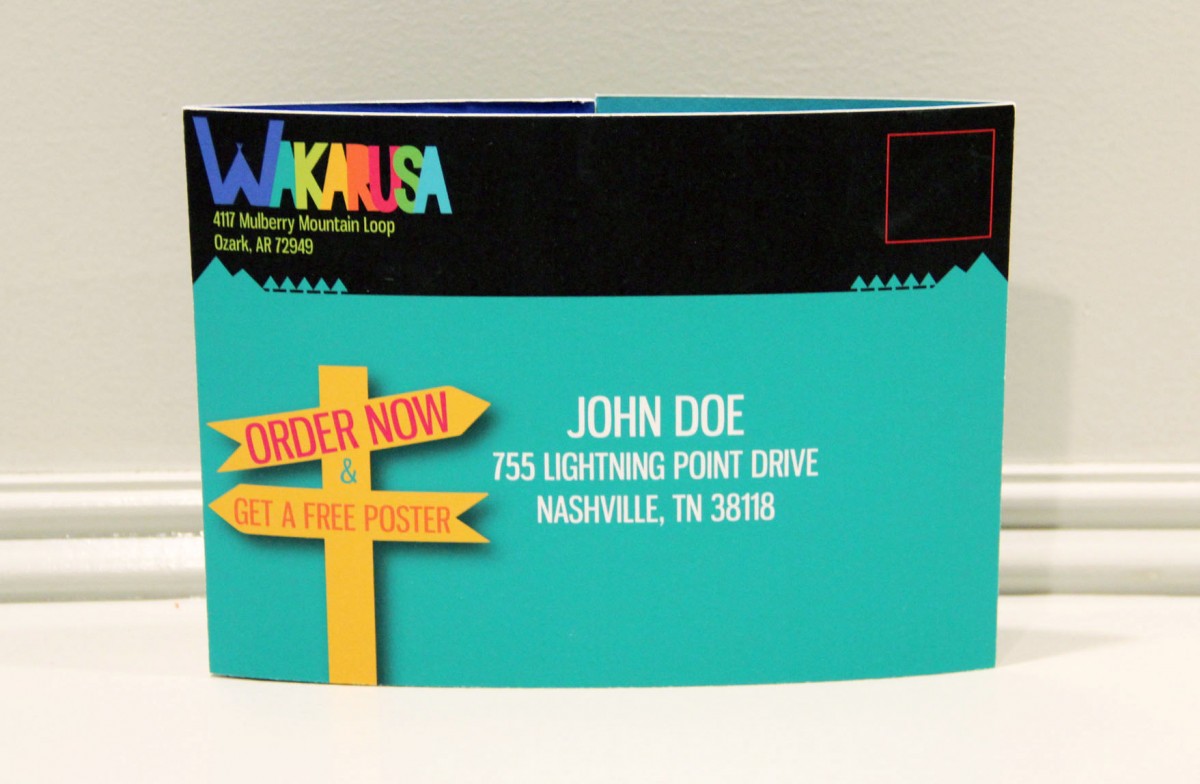 WAKARUSA
4117 Mulberry Mountain Loop
Ozark, AR 72949
ORDER NOW
&
GET A FREE POSTER
JOHN DOE
755 LIGHTNING POINT DRIVE
NASHVILLE, TN 38118